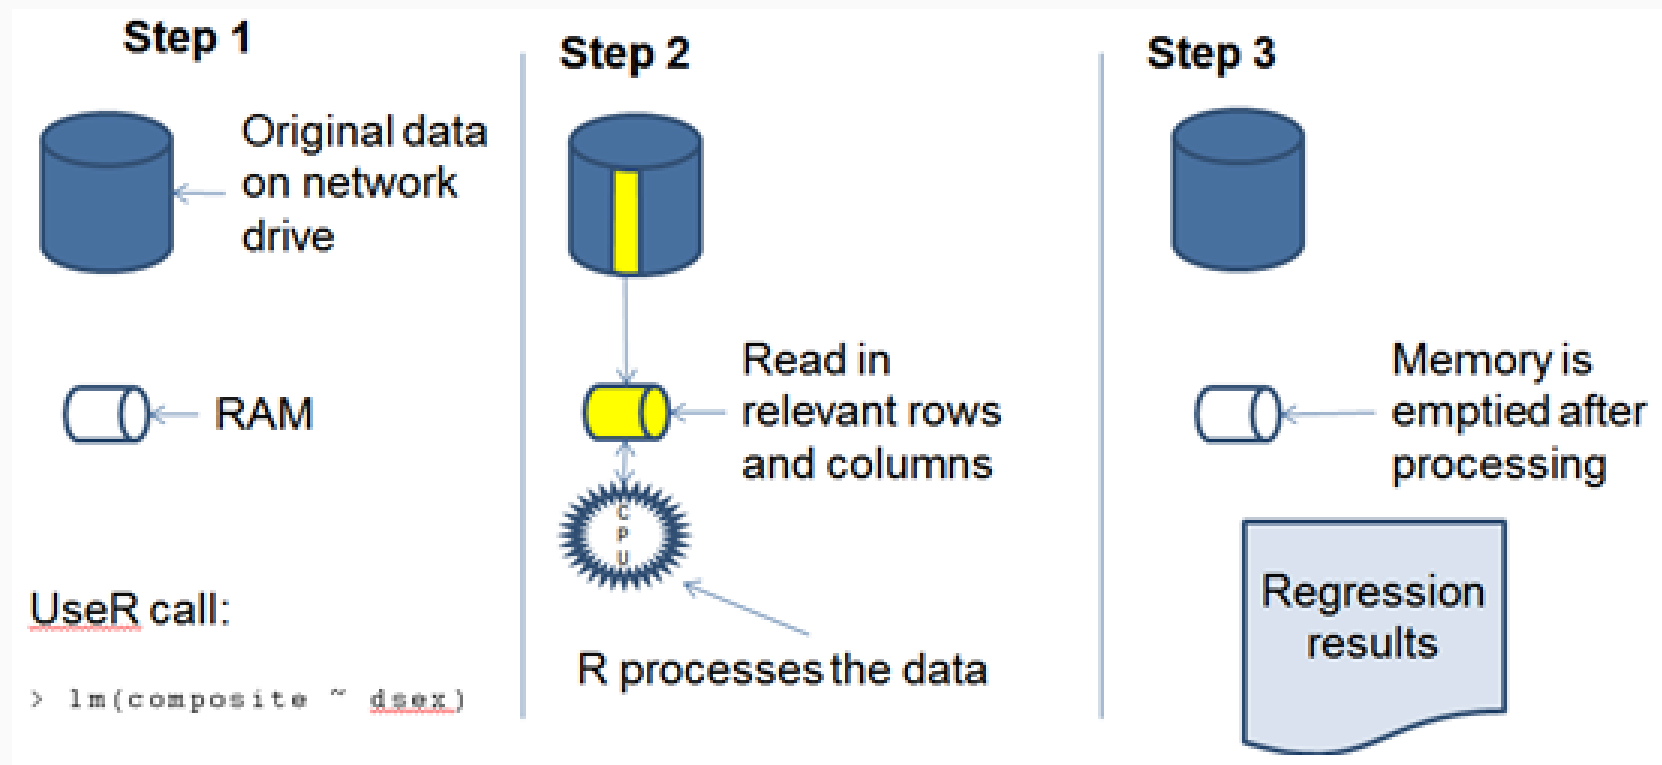 Step 1
Original data
on network
drive
RAM
UseR call:
> lm(composite ~ dsex)
Step 2
Read in
relevant rows
and columns
C
P
U
R processes the data
Step 3
Memory is
emptied after
processing
Regression
results